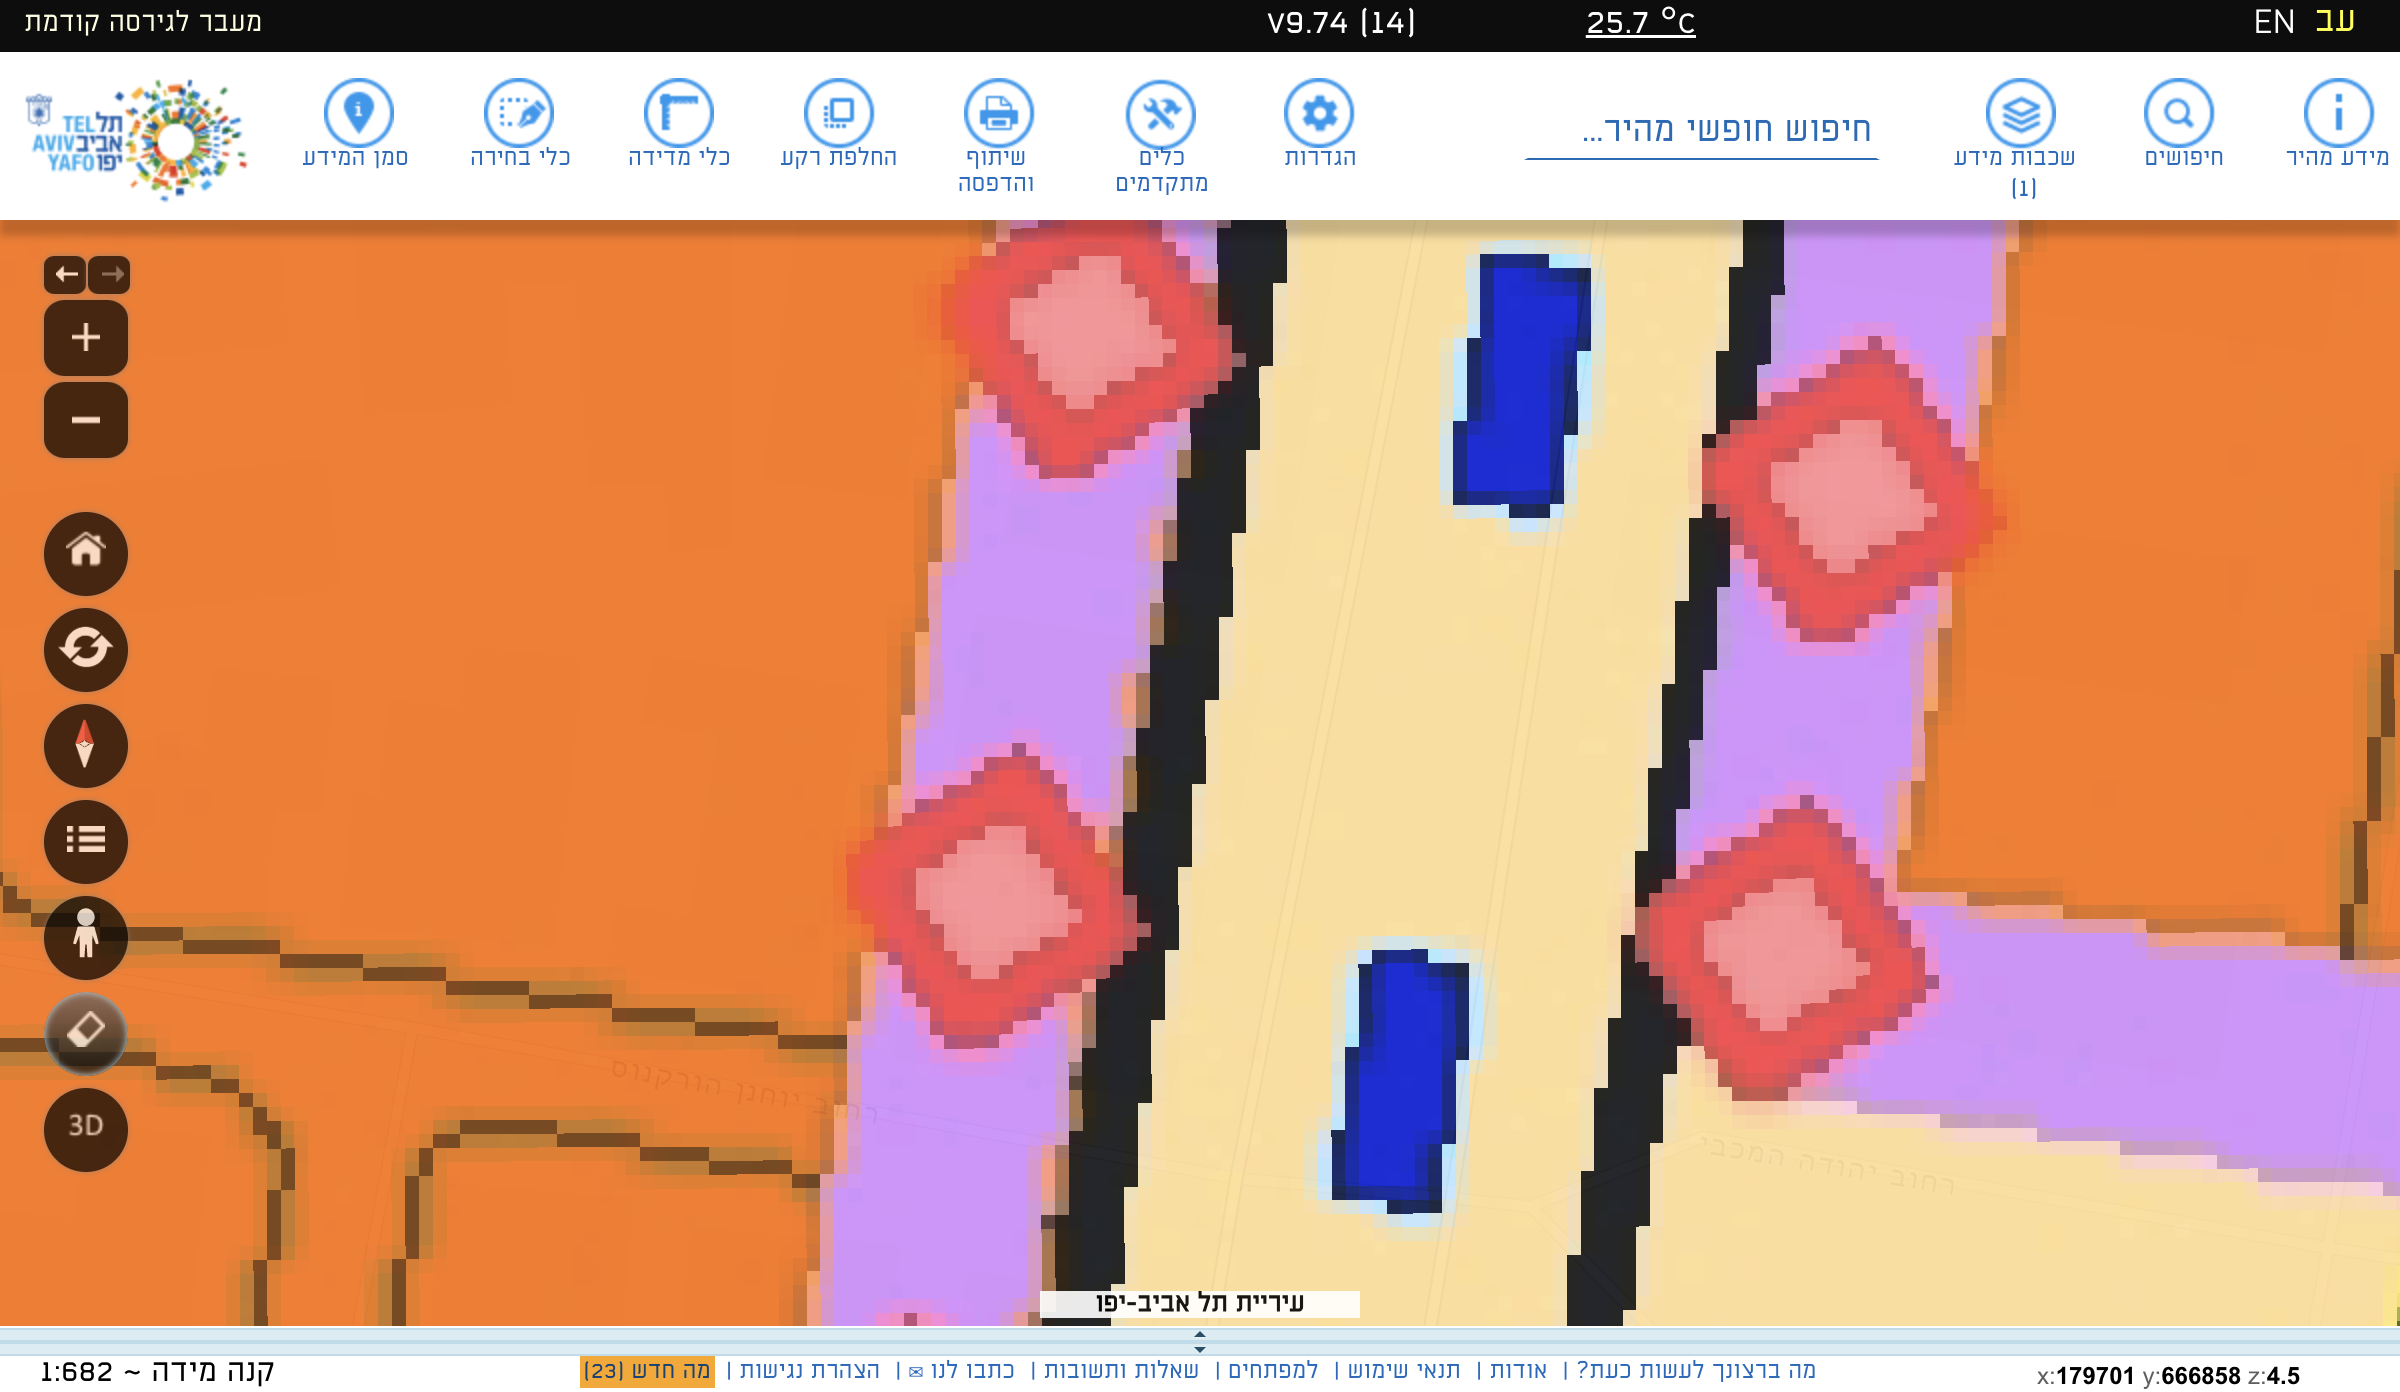 עב EN 25.7 °C V9.74 (14) מעבר לגירסה קודמת
מידע מהיר
חיפושים
שכבות מידע
(1)
חיפוש חופשי מהיר...
הגדרות
כלים
מתקדמים
שיתוף
והדפסה
החלפת רקע
כלי מדידה
כלי בחירה
סמן המידע
תל
אביב
יפו
TEL
AVIV
YAFO
3D
רחוב יוחנן הורקנוס
רחוב יהודה המכבי
עיריית תל אביב-יפו
מה ברצונך לעשות כעת? | אודות | תנאי שימוש | למפתחים | שאלות ותשובות | כתבו לנו ✉ | הצהרת נגישות | מה חדש (23)
קנה מידה ~ 1:682
x:179701 y:666858 z:4.5